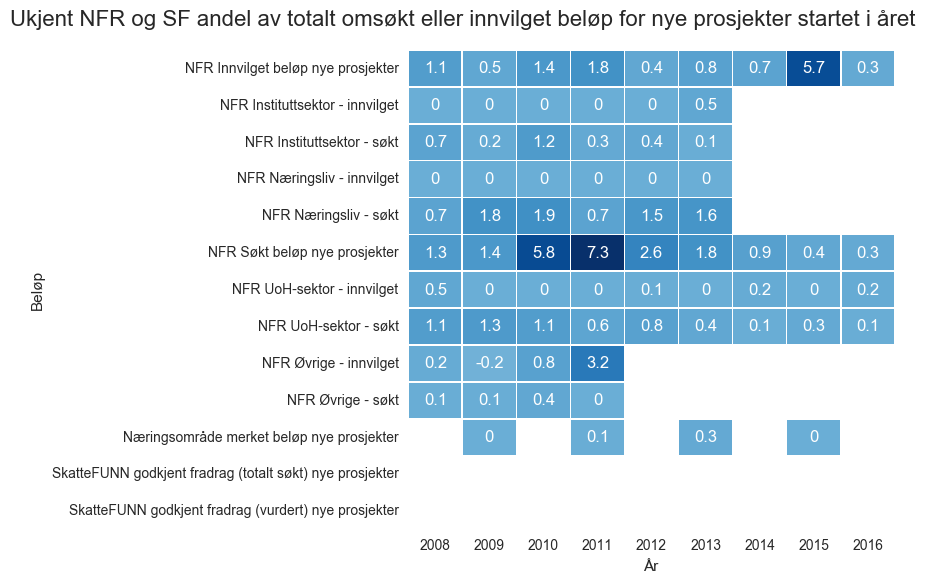 Ukjent NFR og SF andel av totalt omsøkt eller innvilget beløp for nye prosjekter startet i året
NFR Innvilget beløp nye prosjekter 1.1 0.5 1.4 1.8 0.4 0.8 0.7 5.7 0.3
NFR Instituttsektor - innvilget 0 0 0 0 0 0.5
NFR Instituttsektor - søkt 0.7 0.2 1.2 0.3 0.4 0.1
NFR Næringsliv - innvilget 0 0 0 0 0 0
NFR Næringsliv - søkt 0.7 1.8 1.9 0.7 1.5 1.6
NFR Søkt beløp nye prosjekter 1.3 1.4 5.8 7.3 2.6 1.8 0.9 0.4 0.3
Beløp
NFR UoH-sektor - innvilget 0.5 0 0 0 0.1 0 0.2 0 0.2
NFR UoH-sektor - søkt 1.1 1.3 1.1 0.6 0.8 0.4 0.1 0.3 0.1
NFR Øvrige - innvilget 0.2 -0.2 0.8 3.2
NFR Øvrige - søkt 0.1 0.1 0.4 0
Næringsområde merket beløp nye prosjekter 0 0.1 0.3 0
SkatteFUNN godkjent fradrag (totalt søkt) nye prosjekter
SkatteFUNN godkjent fradrag (vurdert) nye prosjekter
2008 2009 2010 2011 2012 2013 2014 2015 2016
År